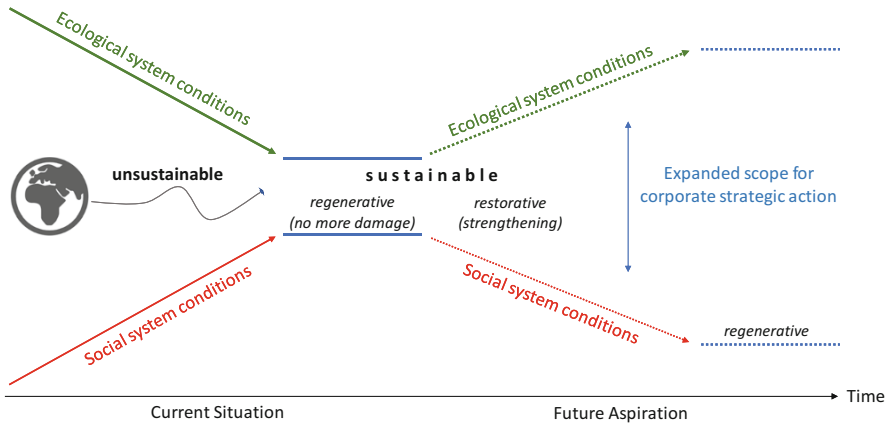 Ecological system conditions
Ecological system conditions
unsustainable
sustainable
Expanded scope for
corporate strategic action
regenerative
(no more damage)
restorative
(strengthening)
Social system conditions
Social system conditions
regenerative
Time
Current Situation
Future Aspiration